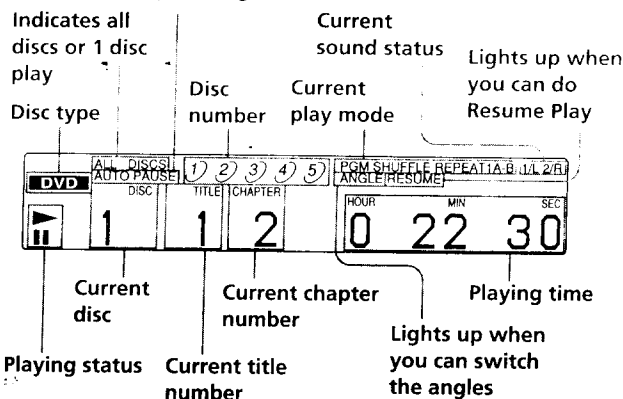 Indicates all
discs or 1 disc
play
Disc type
Disc
number
Current
play mode
Current
sound status
Lights up when
you can do
Resume Play
DVD
ALL DISCS
AUTO PAUSE
1 2 3 4 5
PGM SHUFFLE REPEAT1A-B 1/L 2/R
ANGLE RESUME
DISC TITLE CHAPTER HOUR MIN SEC
1 1 2 0 22 30
Current
disc
Current chapter
number
Playing time
Playing status
Current title
number
Lights up when
you can switch
the angles